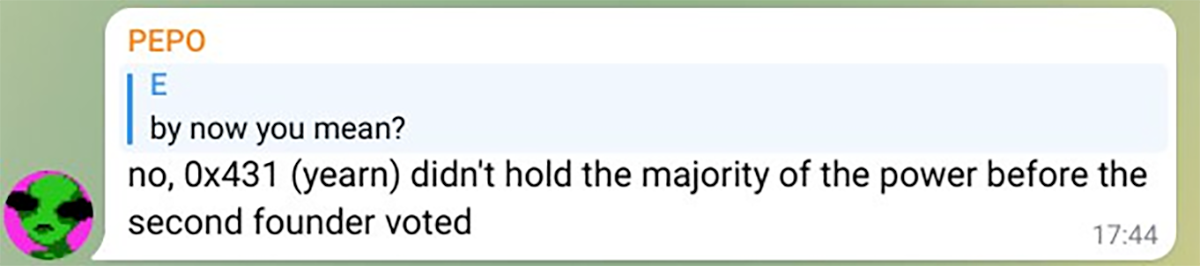 PEPO
E
by now you mean?
no, 0x431 (yearn) didn't hold the majority of the power before the
second founder voted
17:44